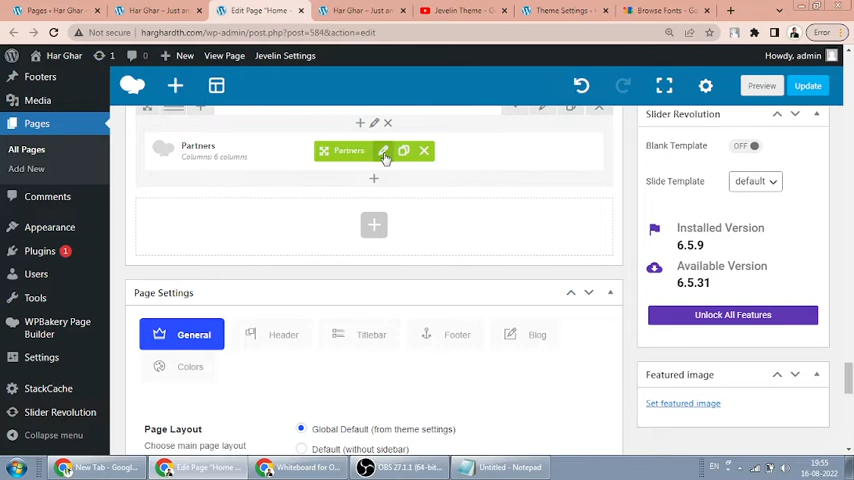 Pages ‹ Har Ghar –
Har Ghar – Just an
Edit Page "Home –
Har Ghar – Just an
Jevelin Theme - G
Theme Settings ‹ H
Browse Fonts - G
Not secure | harghardth.com/wp-admin/post.php?post=584&action=edit
Error
Har Ghar
1
0
New
View Page
Jevelin Settings
Howdy, admin
Footers
Media
Pages
All Pages
Add New
Comments
Appearance
Plugins 1
Users
Tools
WPBakery Page
Builder
Settings
StackCache
Slider Revolution
Collapse menu
Preview
Update
Partners
Columns: 6 columns
Partners
Page Settings
General
Header
Titlebar
Footer
Blog
Colors
Page Layout
Choose main page layout
Global Default (from theme settings)
Default (without sidebar)
Slider Revolution
Blank Template
OFF
Slide Template
default
Installed Version
6.5.9
Available Version
6.5.31
Unlock All Features
Featured image
Set featured image
New Tab - Googl...
Edit Page "Home ...
Whiteboard for O...
OBS 27.1.1 (64-bit...
Untitled - Notepad
EN
19:55
16-08-2022